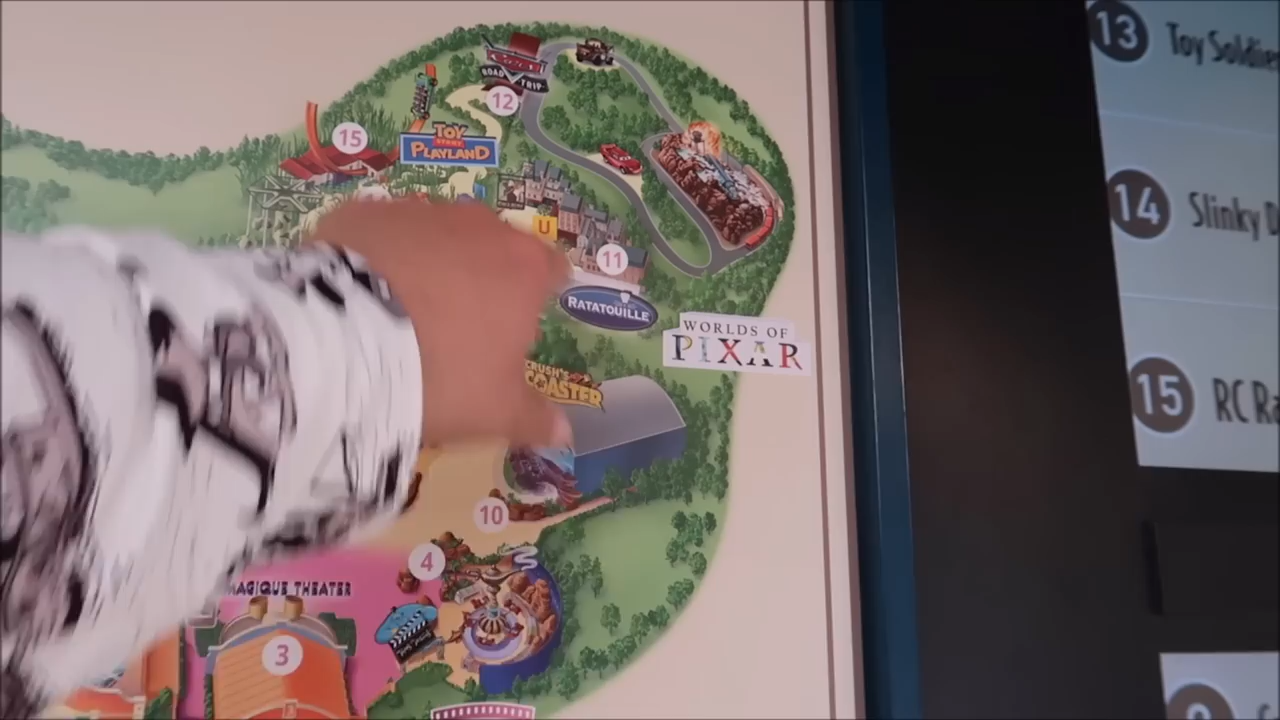 CARS
ROAD TRIP
12
15
TOY
STORY
PLAYLAND
U
11
RATATOUILLE
WORLDS OF
PIXAR
CRUSH'S
COASTER
10
4
MAGIQUE THEATER
3
13 Toy Soldie
14 Slinky D
15 RC Ra